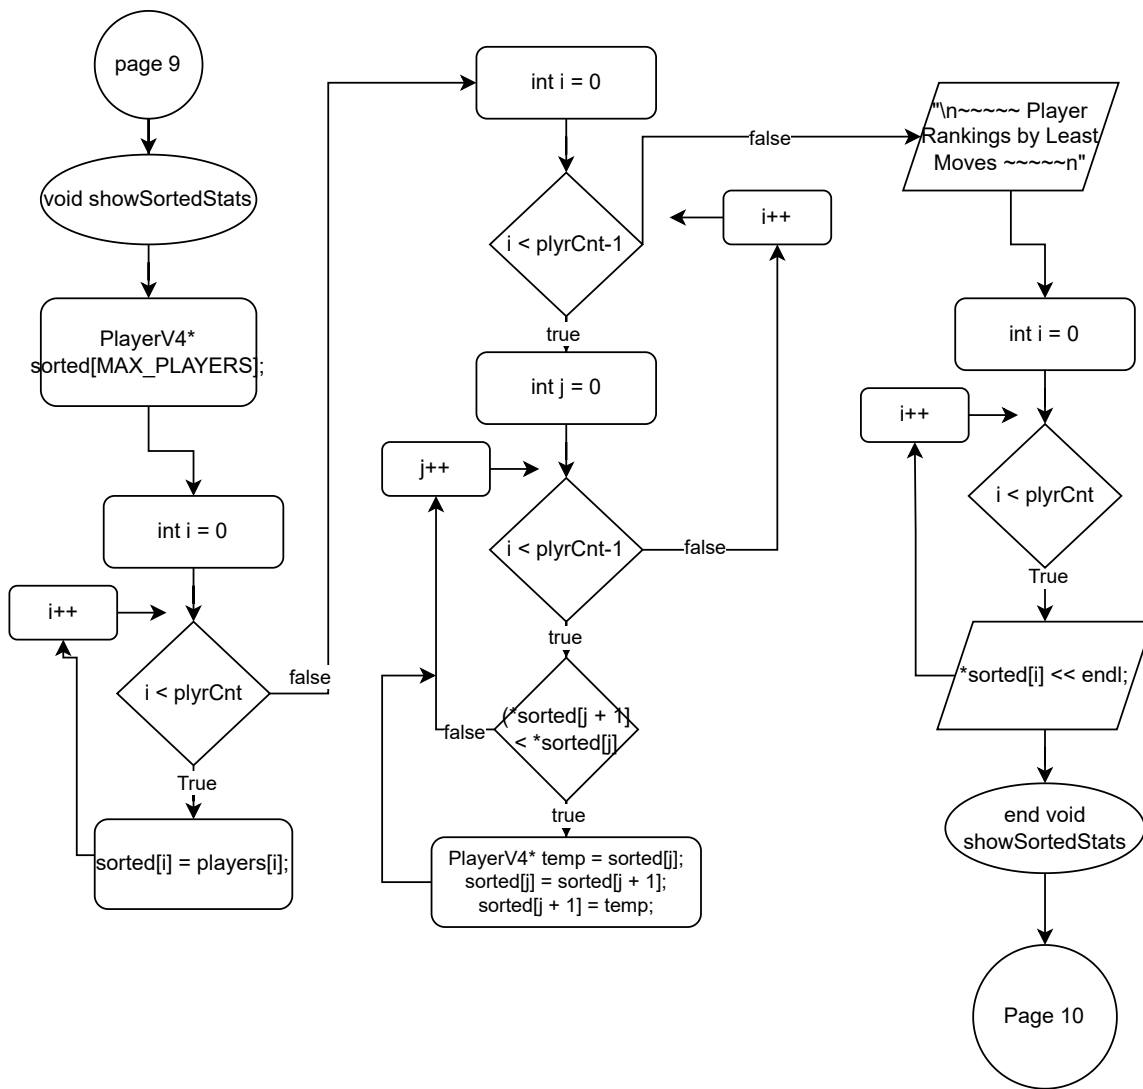 page 9
void showSortedStats
PlayerV4*
sorted[MAX_PLAYERS];
int i = 0
i++
i < plyrCnt
false
True
sorted[i] = players[i];
int i = 0
i < plyrCnt-1
false
i++
true
int j = 0
j++
i < plyrCnt-1
false
true
(*sorted[j + 1]
< *sorted[j]
false
true
PlayerV4* temp = sorted[j];
sorted[j] = sorted[j + 1];
sorted[j + 1] = temp;
"\n~~~~~ Player
Rankings by Least
Moves ~~~~~n"
int i = 0
i++
i < plyrCnt
True
*sorted[i] << endl;
end void
showSortedStats
Page 10